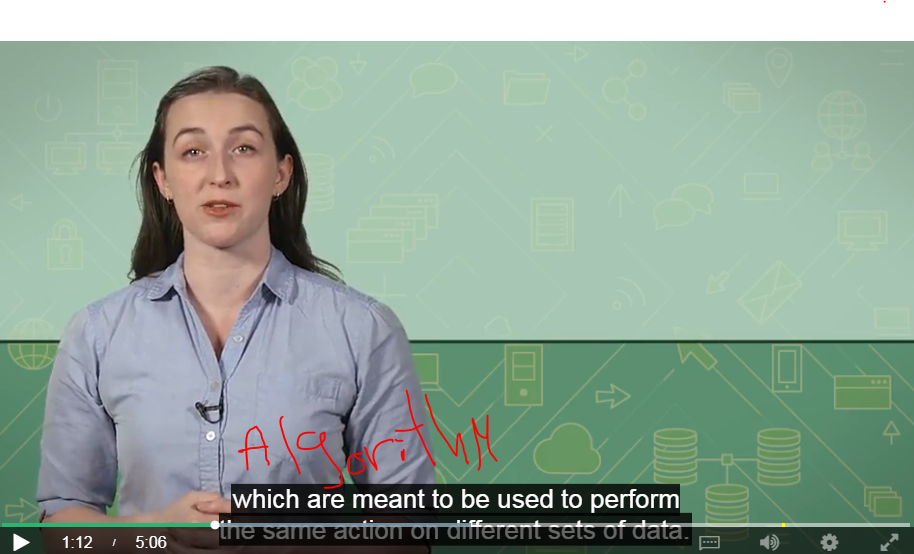 AlgorithM
which are meant to be used to perform
the same action on different sets of data.
1:12 / 5:06